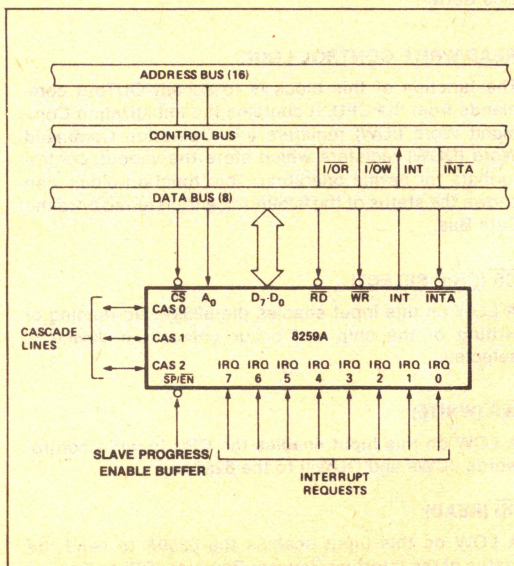 ADDRESS BUS (16)
CONTROL BUS
I/OR I/OW INT INTA
DATA BUS (8)
CS A0 D7-D0 RD WR INT INTA
CAS 0
8259A
CASCADE LINES
CAS 1
CAS 2
SP/EN
IRQ 7 IRQ 6 IRQ 5 IRQ 4 IRQ 3 IRQ 2 IRQ 1 IRQ 0
SLAVE PROGRESS/
ENABLE BUFFER
INTERRUPT
REQUESTS